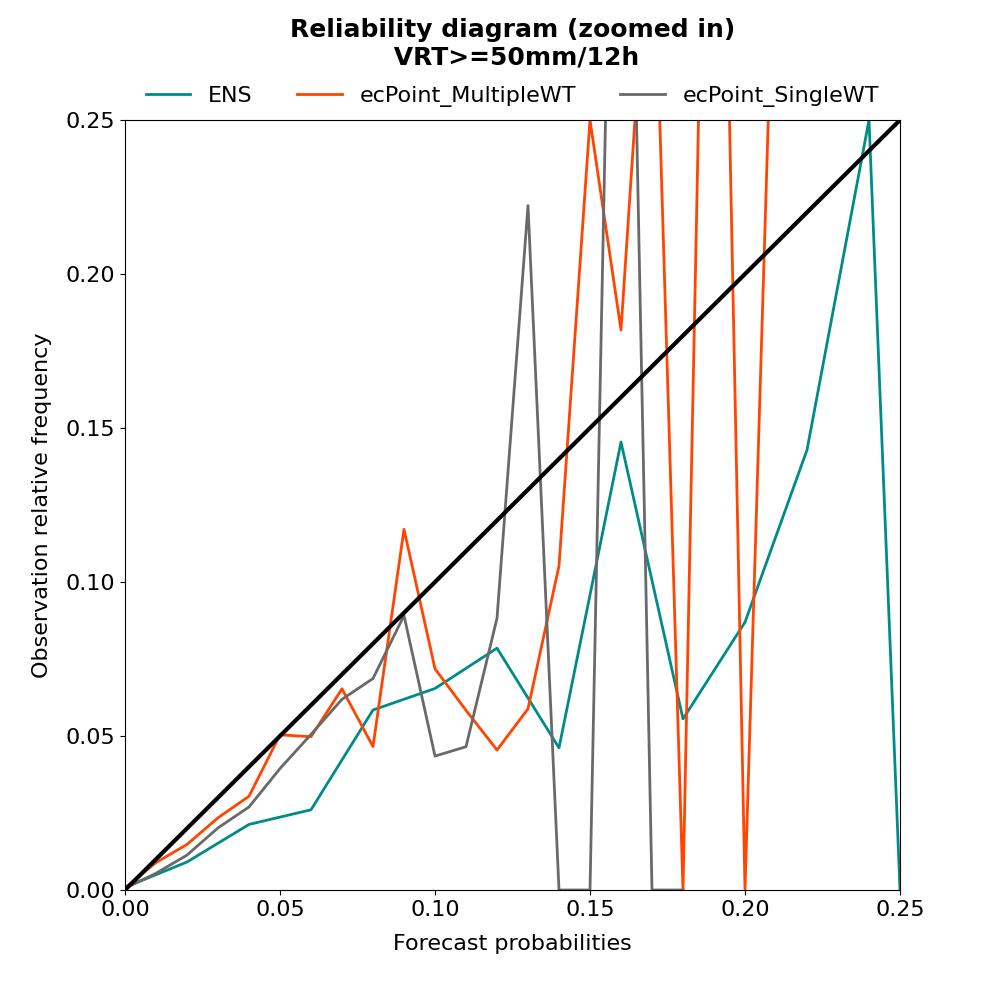 Reliability diagram (zoomed in)
VRT>=50mm/12h
ENS ecPoint_MultipleWT ecPoint_SingleWT
0.25
0.20
0.15
0.10
0.05
0.00
Observation relative frequency
0.00 0.05 0.10 0.15 0.20 0.25
Forecast probabilities